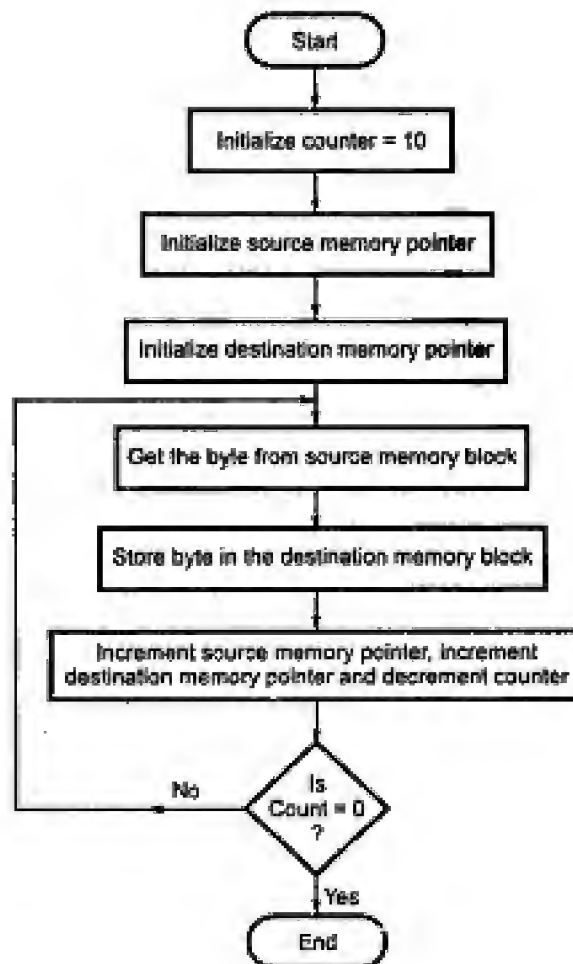 Start
Initialize counter = 10
Initialize source memory pointer
Initialize destination memory pointer
Get the byte from source memory block
Store byte in the destination memory block
Increment source memory pointer, increment
destination memory pointer and decrement counter
Is
Count = 0
?
No
Yes
End